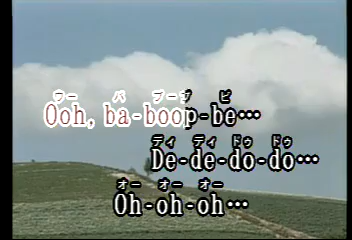 ウー バ ブープ ビ
Ooh, ba-boop-be…
ディ ディ ドゥ ドゥ
De-de-do-do…
オー オー オー
Oh-oh-oh…